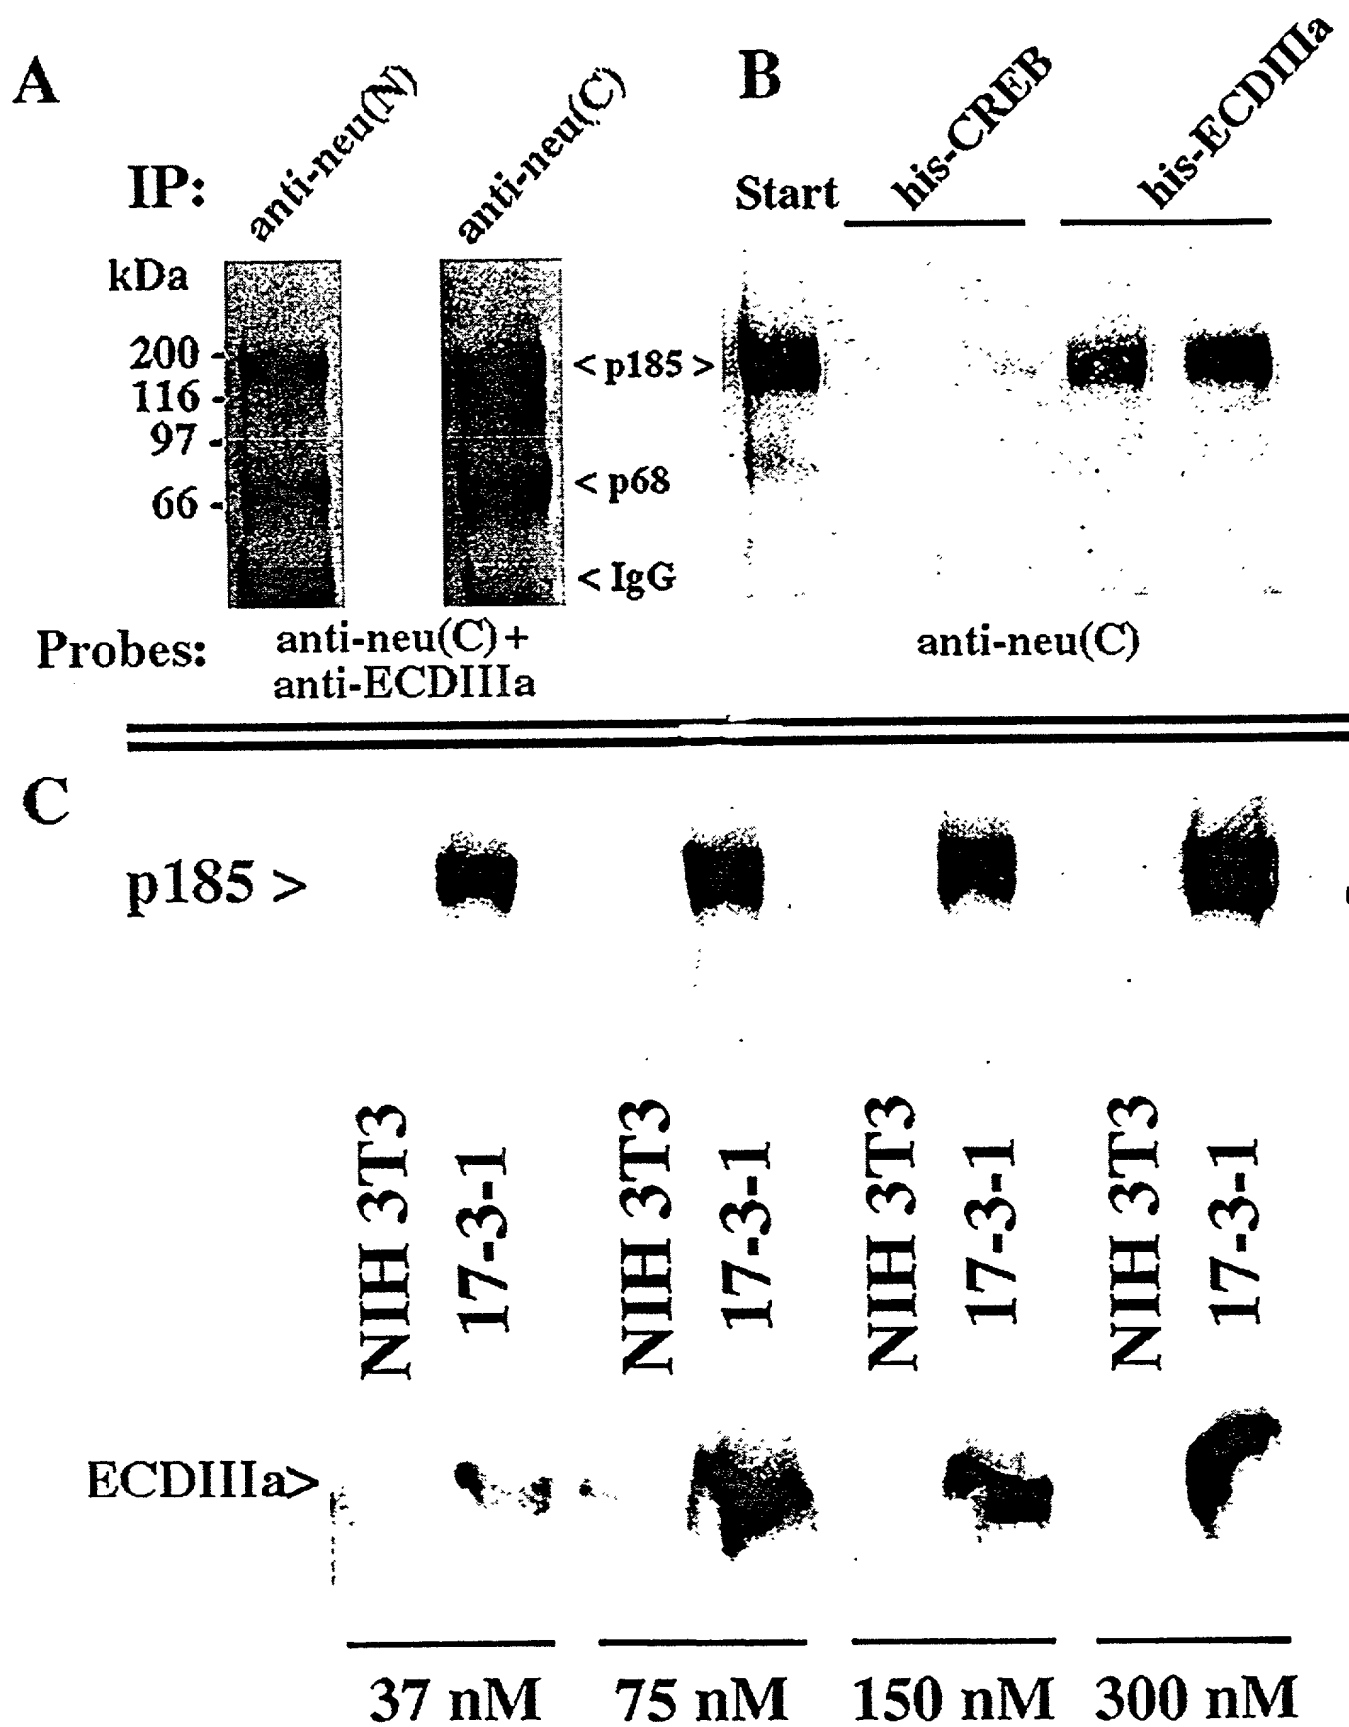 A
B
IP:
anti-neu(N)
anti-neu(C)
Start
his-CREB
his-ECDIIIa
kDa
200 -
116 -
97 -
66 -
< p185 >
< p68
< IgG
Probes:
anti-neu(C) +
anti-ECDIIIa
anti-neu(C)
C
p185 >
NIH 3T3
17-3-1
NIH 3T3
17-3-1
NIH 3T3
17-3-1
NIH 3T3
17-3-1
ECDIIIa>
37 nM
75 nM
150 nM
300 nM